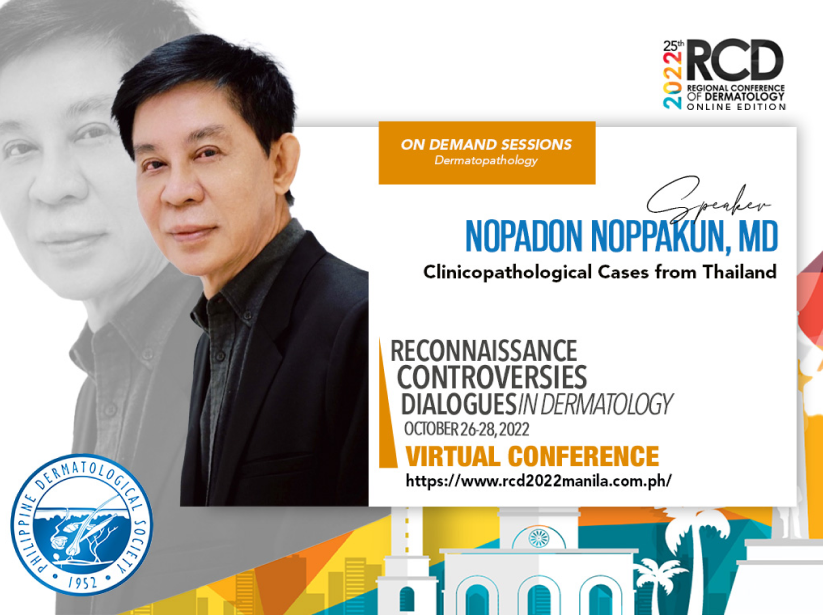 25th
2022
RCD
REGIONAL CONFERENCE
OF DERMATOLOGY
ONLINE EDITION
ON DEMAND SESSIONS
Dermatopathology
Speaker
NOPADON NOPPAKUN, MD
Clinicopathological Cases from Thailand
RECONNAISSANCE
CONTROVERSIES
DIALOGUES IN DERMATOLOGY
OCTOBER 26-28, 2022
VIRTUAL CONFERENCE
https://www.rcd2022manila.com.ph/
PHILIPPINE DERMATOLOGICAL SOCIETY
• 1952 •